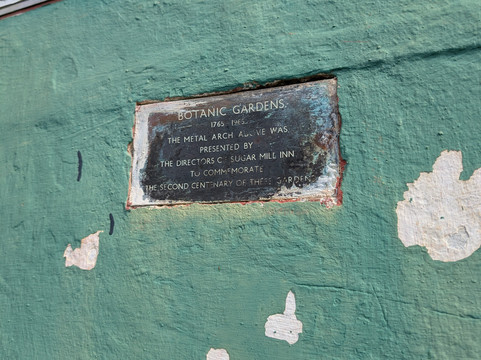 BOTANIC GARDENS.
1765 1965.
THE METAL ARCH ABOVE WAS
PRESENTED BY
THE DIRECTORS OF SUGAR MILL INN
TO COMMEMORATE
THE SECOND CENTENARY OF THESE GARDENS